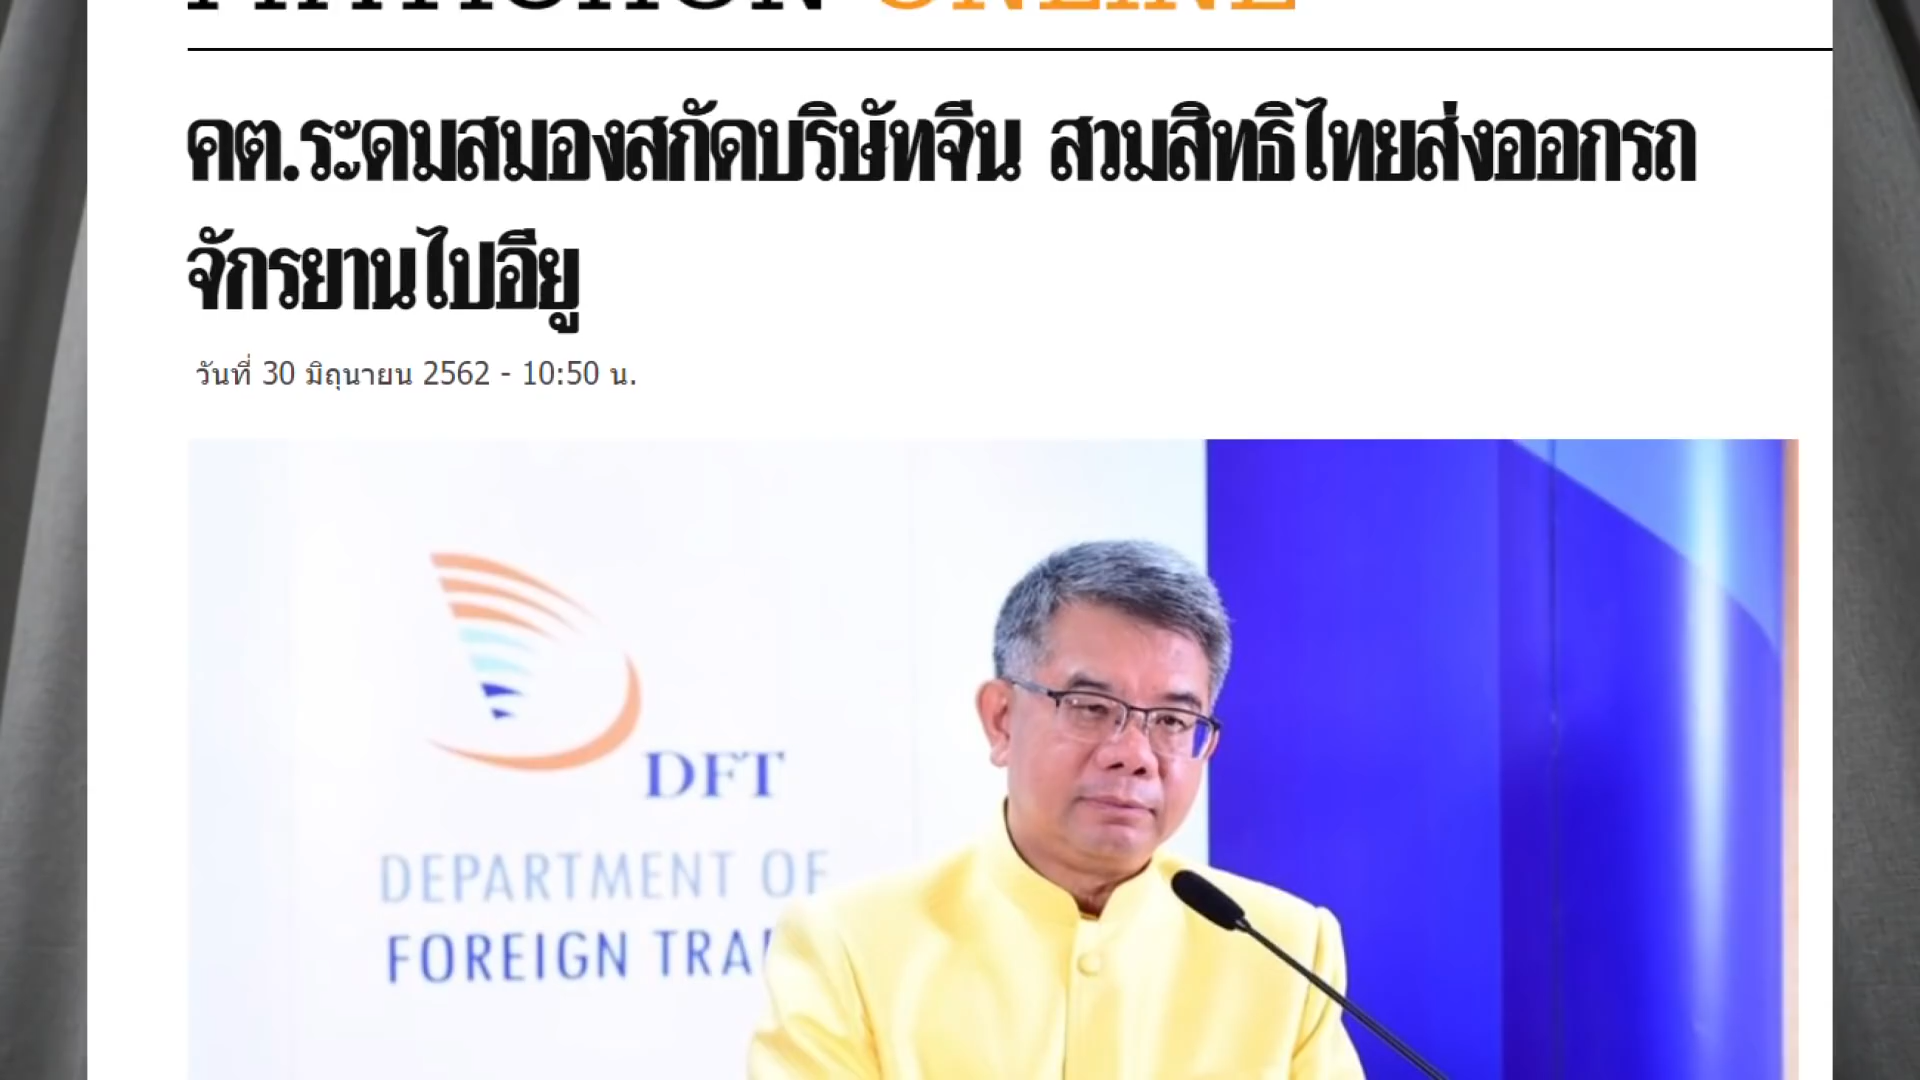 ONLINE
คต.ระดมสมองสกัดบริษัทจีน สวมสิทธิไทยส่งออกรถ
จักรยานไปอียู
วันที่ 30 มิถุนายน 2562 - 10:50 น.
DFT
DEPARTMENT OF
FOREIGN